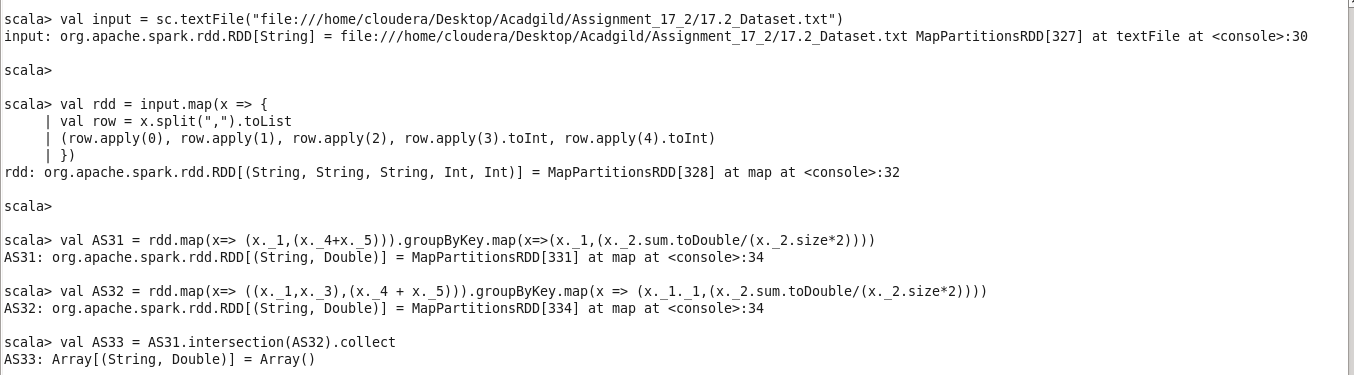 scala> val input = sc.textFile("file:///home/cloudera/Desktop/Acadgild/Assignment_17_2/17.2_Dataset.txt")
input: org.apache.spark.rdd.RDD[String] = file:///home/cloudera/Desktop/Acadgild/Assignment_17_2/17.2_Dataset.txt MapPartitionsRDD[327] at textFile at <console>:30
scala>
scala> val rdd = input.map(x => {
| val row = x.split(",").toList
| (row.apply(0), row.apply(1), row.apply(2), row.apply(3).toInt, row.apply(4).toInt)
| })
rdd: org.apache.spark.rdd.RDD[(String, String, String, Int, Int)] = MapPartitionsRDD[328] at map at <console>:32
scala>
scala> val AS31 = rdd.map(x=> (x._1,(x._4+x._5))).groupByKey.map(x=>(x._1,(x._2.sum.toDouble/(x._2.size*2))))
AS31: org.apache.spark.rdd.RDD[(String, Double)] = MapPartitionsRDD[331] at map at <console>:34
scala> val AS32 = rdd.map(x=> ((x._1,x._3),(x._4 + x._5))).groupByKey.map(x => (x._1._1,(x._2.sum.toDouble/(x._2.size*2))))
AS32: org.apache.spark.rdd.RDD[(String, Double)] = MapPartitionsRDD[334] at map at <console>:34
scala> val AS33 = AS31.intersection(AS32).collect
AS33: Array[(String, Double)] = Array()